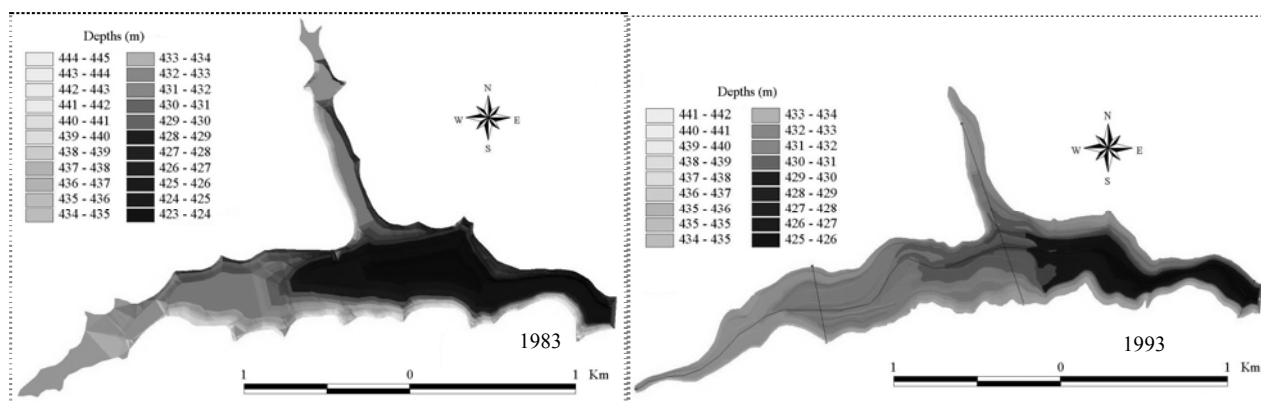 Depths (m)
444 - 445
443 - 444
442 - 443
441 - 442
440 - 441
439 - 440
438 - 439
437 - 438
436 - 437
435 - 436
434 - 435
433 - 434
432 - 433
431 - 432
430 - 431
429 - 430
428 - 429
427 - 428
426 - 427
425 - 426
424 - 425
423 - 424
N
W E
S
1983
1 0 1 Km
Depths (m)
441 - 442
440 - 441
439 - 440
438 - 439
437 - 438
436 - 437
435 - 436
435 - 435
434 - 435
433 - 434
432 - 433
431 - 432
430 - 431
429 - 430
428 - 429
427 - 428
426 - 427
425 - 426
N
W E
S
1993
1 0 1 Km